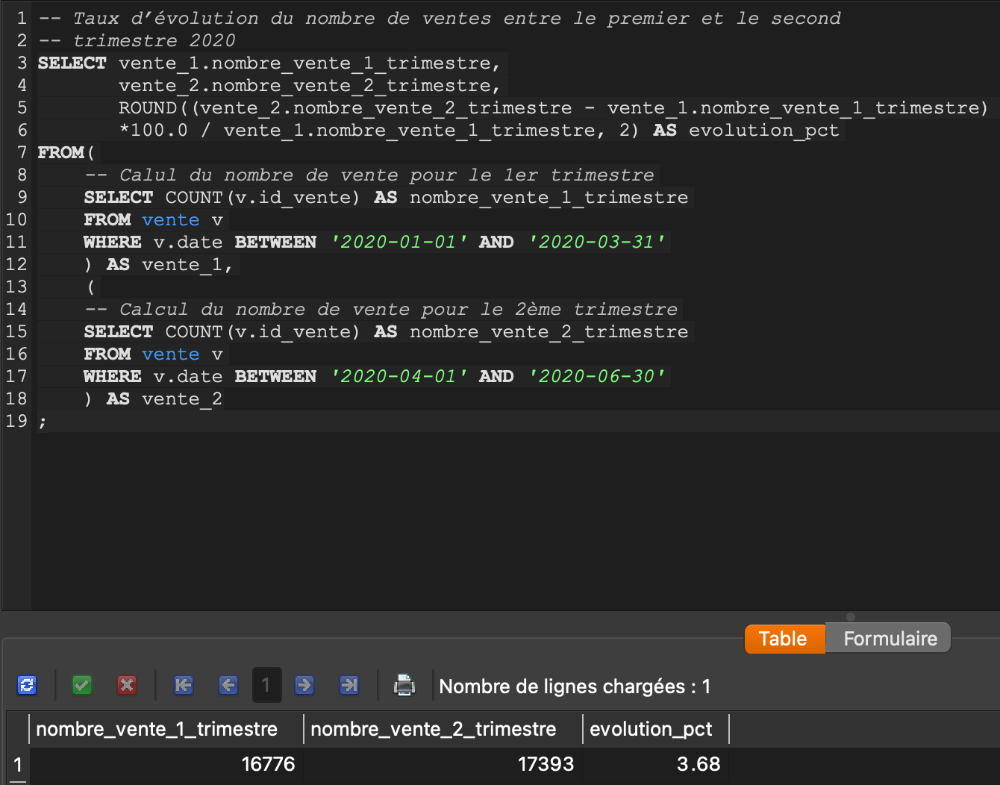 1 -- Taux d’évolution du nombre de ventes entre le premier et le second
2 -- trimestre 2020
3 SELECT vente_1.nombre_vente_1_trimestre,
4 vente_2.nombre_vente_2_trimestre,
5 ROUND((vente_2.nombre_vente_2_trimestre - vente_1.nombre_vente_1_trimestre)
6 *100.0 / vente_1.nombre_vente_1_trimestre, 2) AS evolution_pct
7 FROM(
8 -- Calul du nombre de vente pour le 1er trimestre
9 SELECT COUNT(v.id_vente) AS nombre_vente_1_trimestre
10 FROM vente v
11 WHERE v.date BETWEEN '2020-01-01' AND '2020-03-31'
12 ) AS vente_1,
13 (
14 -- Calcul du nombre de vente pour le 2ème trimestre
15 SELECT COUNT(v.id_vente) AS nombre_vente_2_trimestre
16 FROM vente v
17 WHERE v.date BETWEEN '2020-04-01' AND '2020-06-30'
18 ) AS vente_2
19 ;
Table Formulaire
1 Nombre de lignes chargées : 1
nombre_vente_1_trimestre nombre_vente_2_trimestre evolution_pct
1 16776 17393 3.68